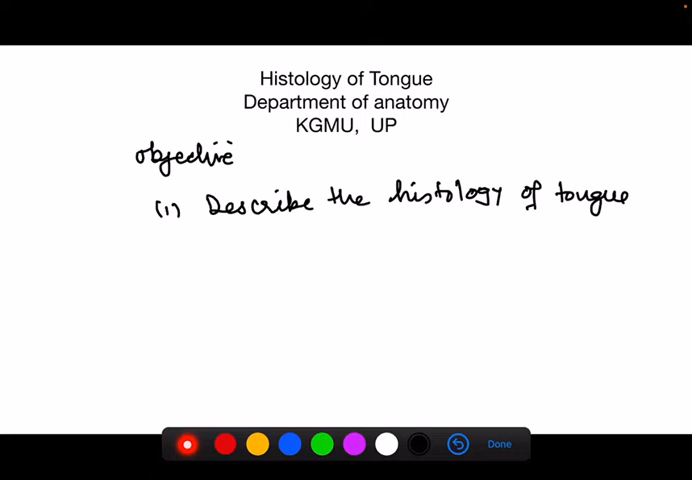 Histology of Tongue
Department of anatomy
KGMU, UP
objective
(1) Describe the histology of tongue
Done